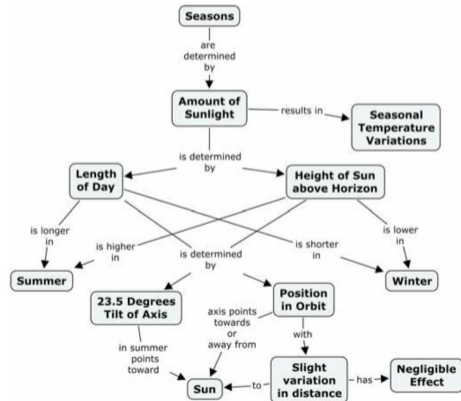 Seasons
are
determined
by
Amount of
Sunlight
results in
Seasonal
Temperature
Variations
is determined
by
Length
of Day
Height of Sun
above Horizon
is longer
in
is higher
in
is determined
by
is shorter
in
is lower
in
Summer
Winter
23.5 Degrees
Tilt of Axis
axis points
towards
or
away from
Position
in Orbit
with
in summer
points
toward
Sun
to
Slight
variation
in distance
has
Negligible
Effect